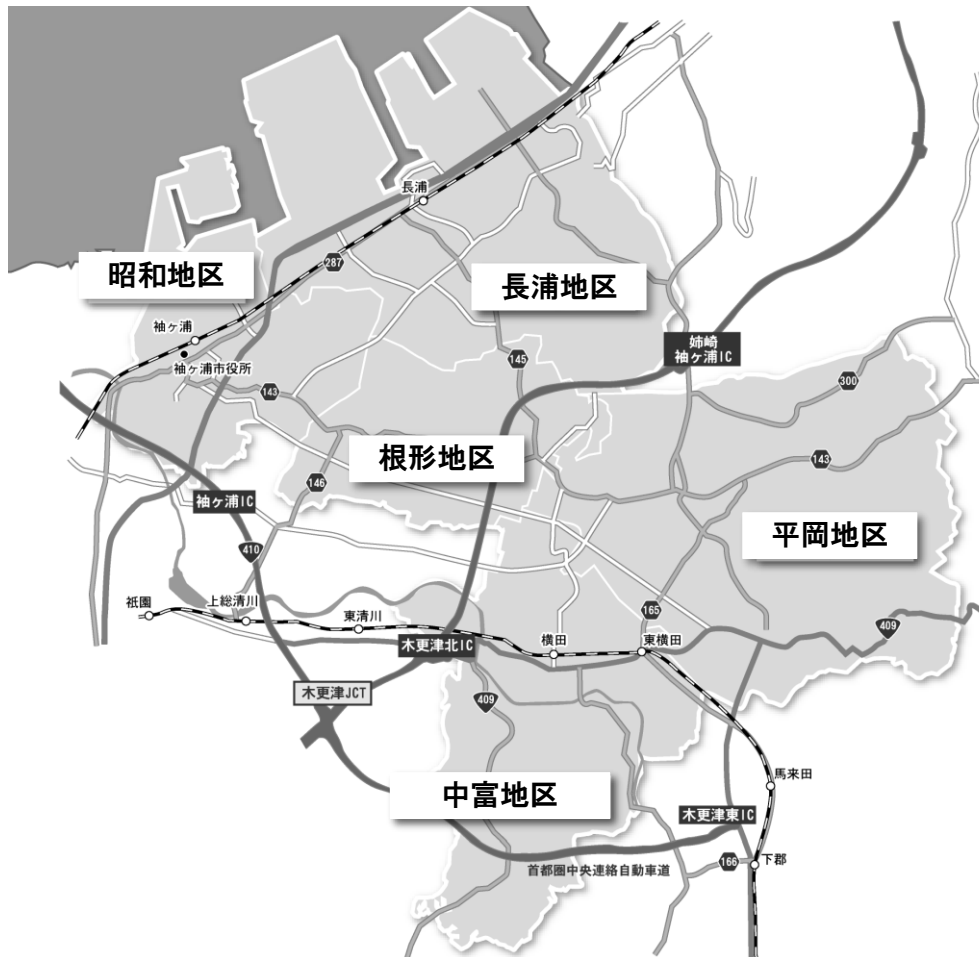 長浦
昭和地区
287
長浦地区
袖ヶ浦
袖ヶ浦市役所
姉崎
袖ヶ浦IC
145
300
143
根形地区
143
146
袖ヶ浦IC
平岡地区
410
祇園
上総清川
東清川
木更津北IC
横田
165
東横田
409
木更津JCT
409
中富地区
馬来田
木更津東IC
首都圏中央連絡自動車道
166
下郡